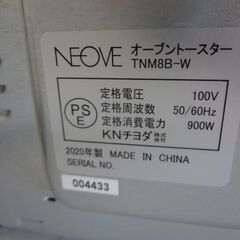 NEOVE オーブントースター
TNM8B-W
定格電圧 100V
定格周波数 50/60Hz
定格消費電力 900W
PSE
KNチヨダ株式会社
2020年製 MADE IN CHINA
SERIAL NO.
004433